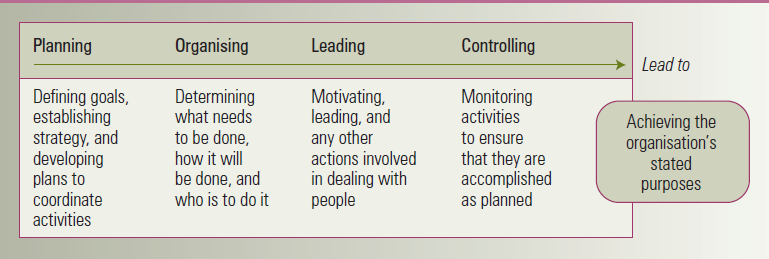 Planning
Organising
Leading
Controlling
Lead to
Defining goals,
establishing
strategy, and
developing
plans to
coordinate
activities
Determining
what needs
to be done,
how it will
be done, and
who is to do it
Motivating,
leading, and
any other
actions involved
in dealing with
people
Monitoring
activities
to ensure
that they are
accomplished
as planned
Achieving the
organisation's
stated
purposes